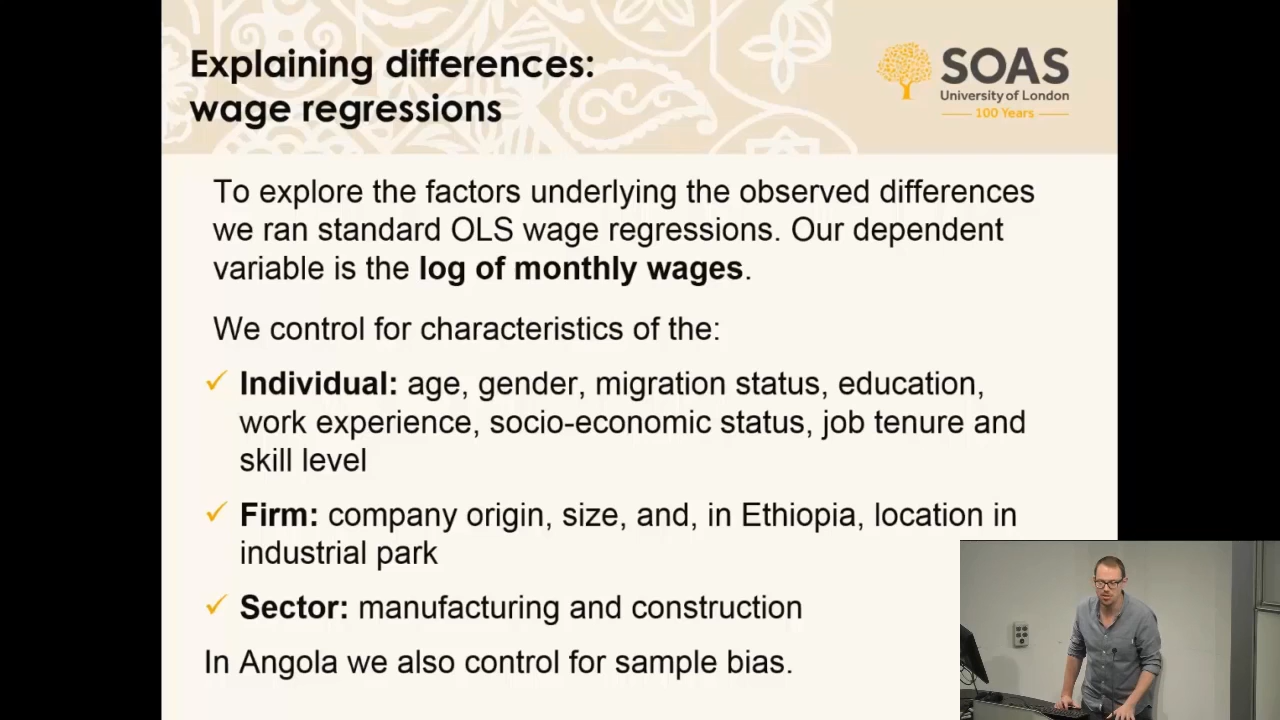 Explaining differences:
wage regressions
SOAS
University of London
100 Years
To explore the factors underlying the observed differences
we ran standard OLS wage regressions. Our dependent
variable is the log of monthly wages.
We control for characteristics of the:
✓ Individual: age, gender, migration status, education,
work experience, socio-economic status, job tenure and
skill level
✓ Firm: company origin, size, and, in Ethiopia, location in
industrial park
✓ Sector: manufacturing and construction
In Angola we also control for sample bias.